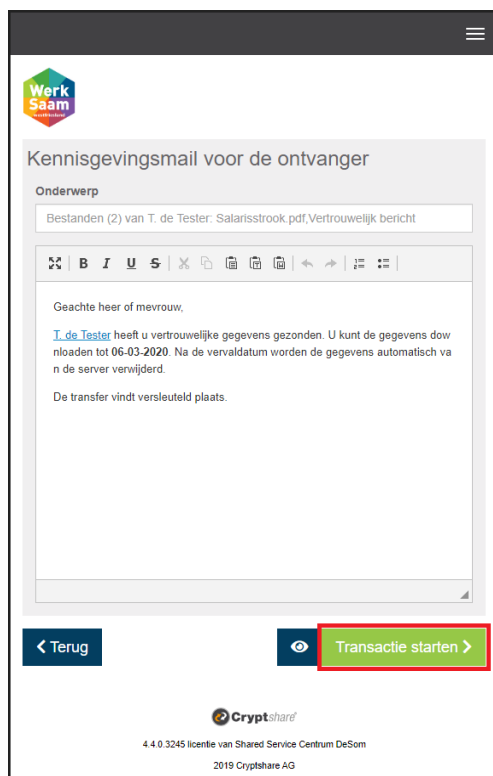 Werk
Saam
westfriesland
Kennisgevingsmail voor de ontvanger
Onderwerp
Bestanden (2) van T. de Tester: Salarisstrook.pdf,Vertrouwelijk bericht
B I U S
Geachte heer of mevrouw,
T. de Tester heeft u vertrouwelijke gegevens gezonden. U kunt de gegevens dow
nloaden tot 06-03-2020. Na de vervaldatum worden de gegevens automatisch va
n de server verwijderd.
De transfer vindt versleuteld plaats.
Terug
Transactie starten
Cryptshare®
4.4.0.3245 licentie van Shared Service Centrum DeSom
2019 Cryptshare AG